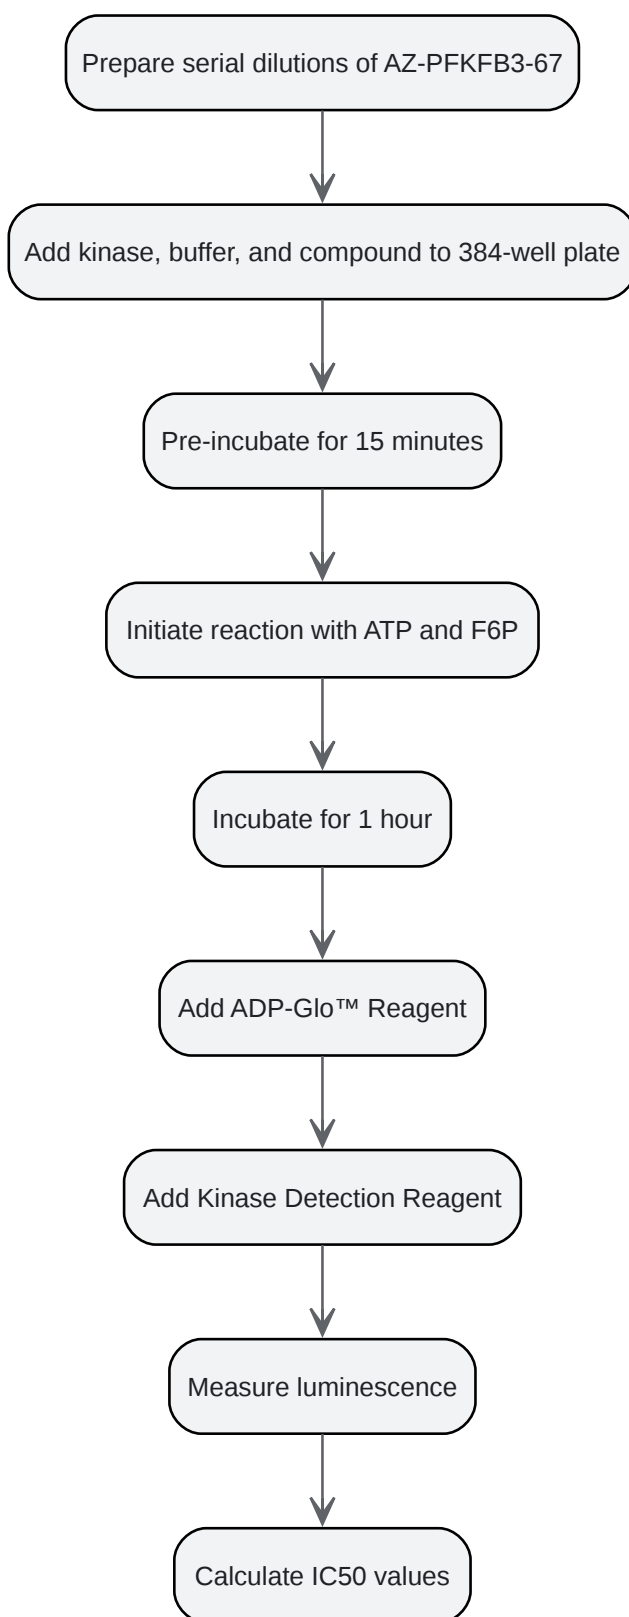 Prepare serial dilutions of AZ-PFKFB3-67
Add kinase, buffer, and compound to 384-well plate
Pre-incubate for 15 minutes
Initiate reaction with ATP and F6P
Incubate for 1 hour
Add ADP-Glo™ Reagent
Add Kinase Detection Reagent
Measure luminescence
Calculate IC50 values